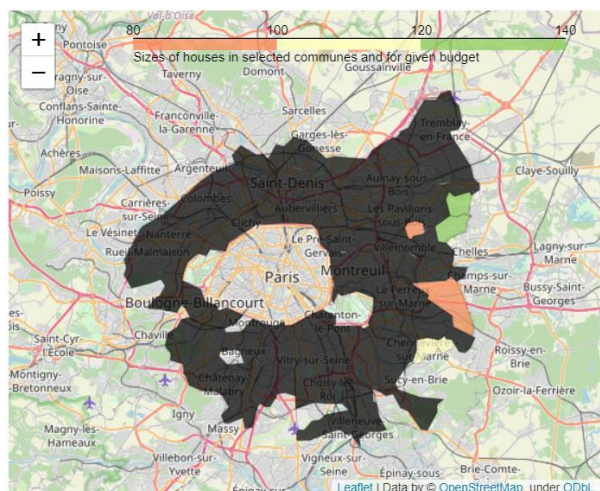 Val-d'Oise
+
−
80 100 120 140
Sizes of houses in selected communes and for given budget
Pontoise
Taverny
Domont
Goussainville
Conflans-Sainte-
Honorine
Franconville-
la-Garenne
Sarcelles
Garges-lès-
Gonesse
Tremblay-
en-France
Achères
Maisons-Laffitte
Argenteuil
Saint-Denis
Aulnay-sous-
Bois
Claye-Souilly
Poissy
Carrières-
sur-Seine
Colombes
Aubervilliers
Les Pavillons-
sous-
Clichy
Le Vésinet
Nanterre
Le Pré-Saint-
Gervais
Villemomble
Chelles
Lagny-sur-
Marne
Rueil-Malmaison
Paris
Montreuil
Champs-sur-
Marne
Bussy-Saint-
Georges
Boulogne-Billancourt
Le Perreux-
sur-Marne
Charenton-
le-Pont
Montrouge
Saint-Cyr-
l'École
Chaville
Bagneux
Vitry-sur-Seine
Chennevières-
sur-Marne
Roissy-en-
Brie
Montigny-
-Bretonneux
Châtenay-
Malabry
Choisy-le-
Roi
Sucy-en-Brie
Ozoir-la-Ferrière
Igny
Magny-les-
Hameaux
Massy
Villeneuve-
Saint-Georges
Villebon-sur-
Yvette
Vigneux-sur-
Seine
Épinay-sous-
Brie-Comte-
Leaflet | Data by © OpenStreetMap, under ODbL.